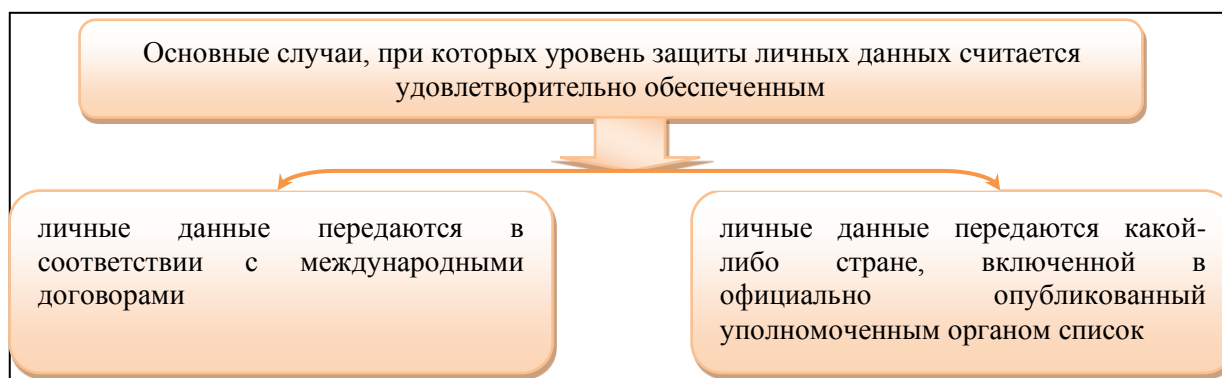 Основные случаи, при которых уровень защиты личных данных считается
удовлетворительно обеспеченным
личные данные передаются в
соответствии с международными
договорами
личные данные передаются какой-
либо стране, включенной в
официально опубликованный
уполномоченным органом список